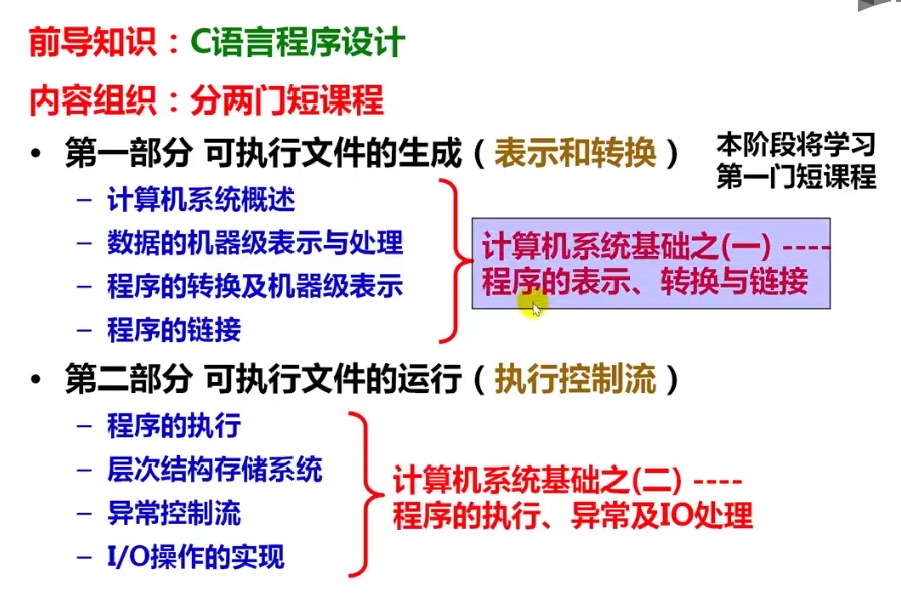 前导知识：C语言程序设计
内容组织：分两门短课程
• 第一部分 可执行文件的生成（表示和转换）
本阶段将学习
第一门短课程
– 计算机系统概述
– 数据的机器级表示与处理
– 程序的转换及机器级表示
– 程序的链接
计算机系统基础之(一) ----
程序的表示、转换与链接
• 第二部分 可执行文件的运行（执行控制流）
– 程序的执行
– 层次结构存储系统
– 异常控制流
– I/O操作的实现
计算机系统基础之(二) ----
程序的执行、异常及IO处理